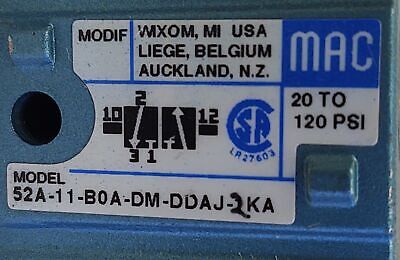 MODIF
WIXOM, MI USA
LIEGE, BELGIUM
AUCKLAND, N.Z.
MAC
2
10 12
3 1
SA
LR27603
20 TO
120 PSI
MODEL
52A-11-B0A-DM-DDAJ-2KA